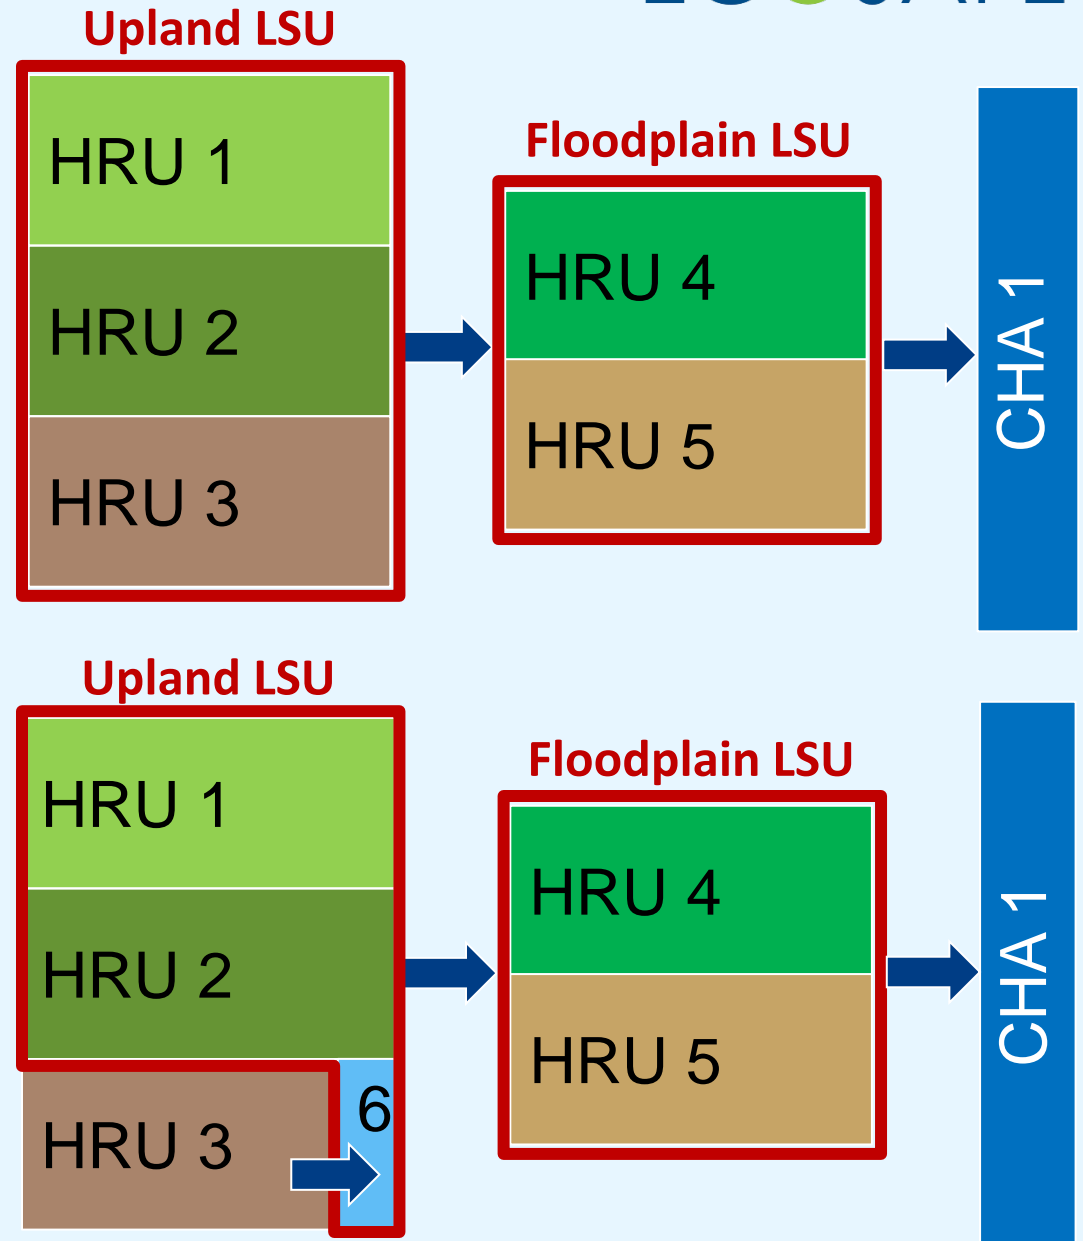 Upland LSU
HRU 1
HRU 2
HRU 3
Floodplain LSU
HRU 4
HRU 5
CHA 1
Upland LSU
HRU 1
HRU 2
HRU 3
6
Floodplain LSU
HRU 4
HRU 5
CHA 1